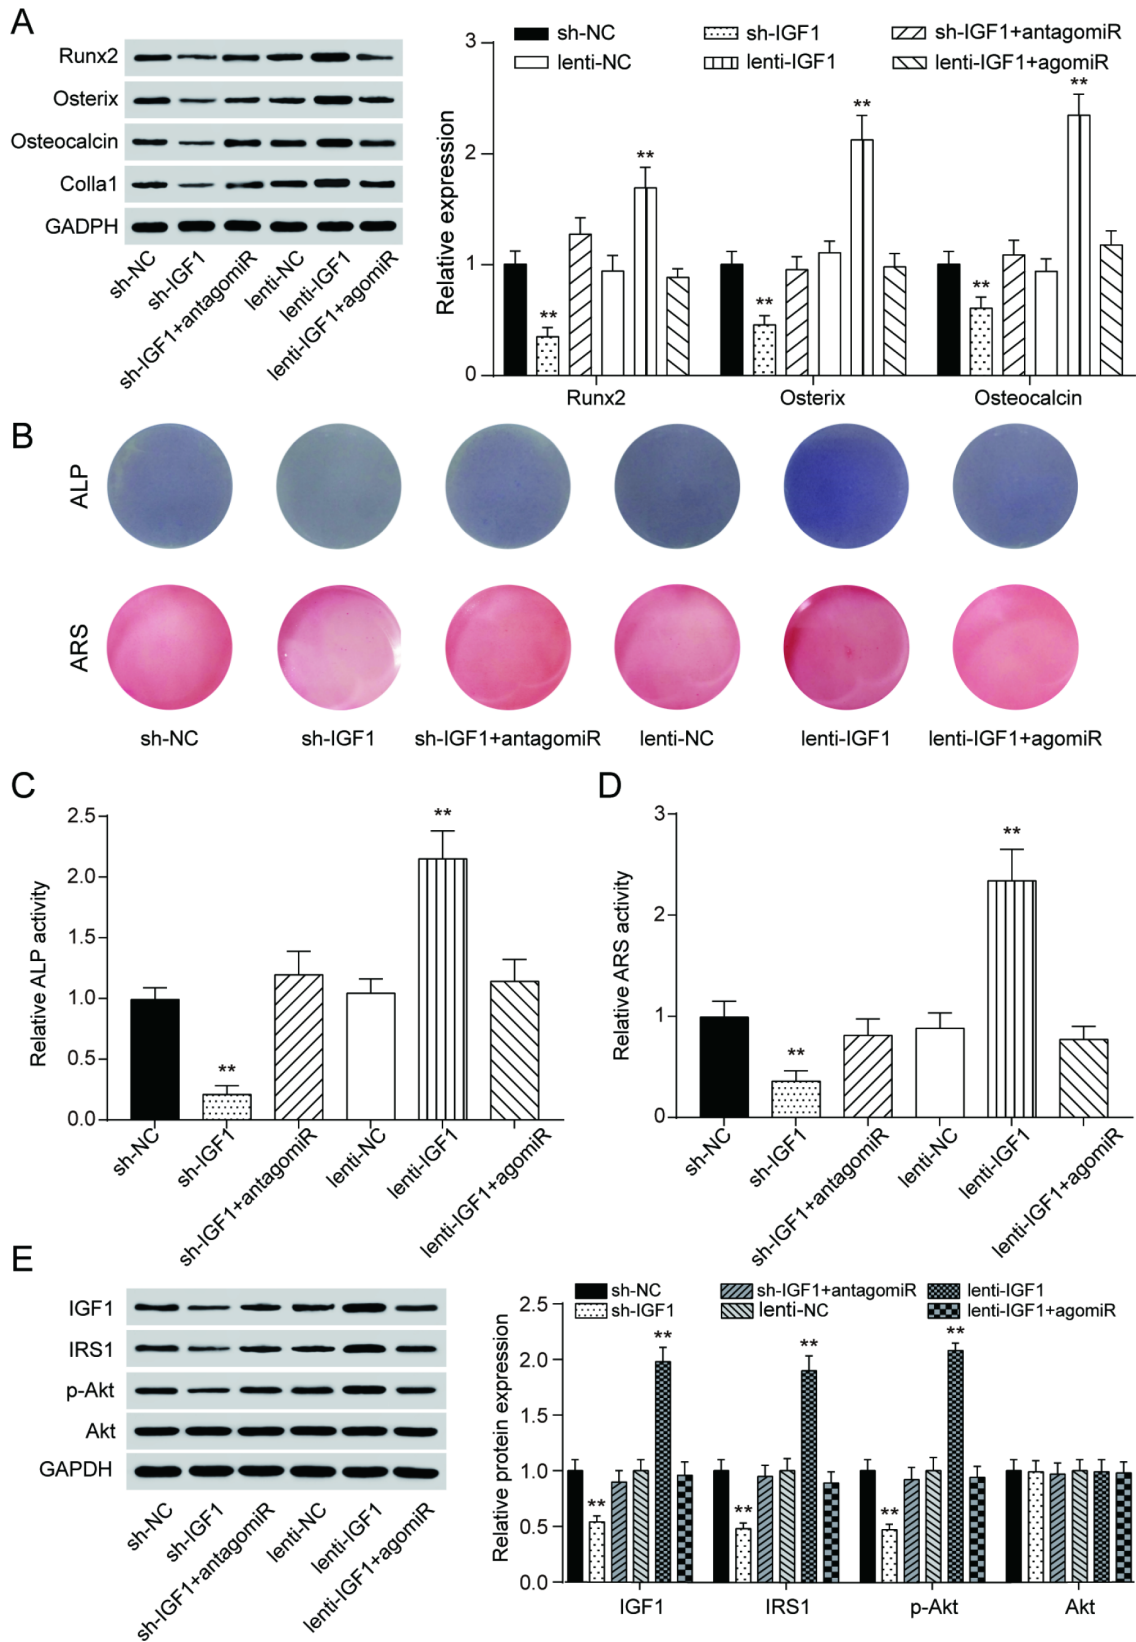 A
Runx2
Osterix
Osteocalcin
Colla1
GADPH
sh-NC
sh-IGF1
sh-IGF1+antagomiR
lenti-NC
lenti-IGF1
lenti-IGF1+agomiR
sh-NC sh-IGF1 sh-IGF1+antagomiR
lenti-NC lenti-IGF1 lenti-IGF1+agomiR
Relative expression
3
2
1
0
** ** ** ** ** **
Runx2 Osterix Osteocalcin
B
ALP
ARS
sh-NC sh-IGF1 sh-IGF1+antagomiR lenti-NC lenti-IGF1 lenti-IGF1+agomiR
C
Relative ALP activity
2.5
2.0
1.5
1.0
0.5
0.0
** **
sh-NC
sh-IGF1
sh-IGF1+antagomiR
lenti-NC
lenti-IGF1
lenti-IGF1+agomiR
D
Relative ARS activity
3
2
1
0
** **
sh-NC
sh-IGF1
sh-IGF1+antagomiR
lenti-NC
lenti-IGF1
lenti-IGF1+agomiR
E
IGF1
IRS1
p-Akt
Akt
GAPDH
sh-NC
sh-IGF1
sh-IGF1+antagomiR
lenti-NC
lenti-IGF1
lenti-IGF1+agomiR
sh-NC sh-IGF1+antagomiR lenti-IGF1
sh-IGF1 lenti-NC lenti-IGF1+agomiR
Relative protein expression
2.5
2.0
1.5
1.0
0.5
0.0
** ** ** ** ** **
IGF1 IRS1 p-Akt Akt